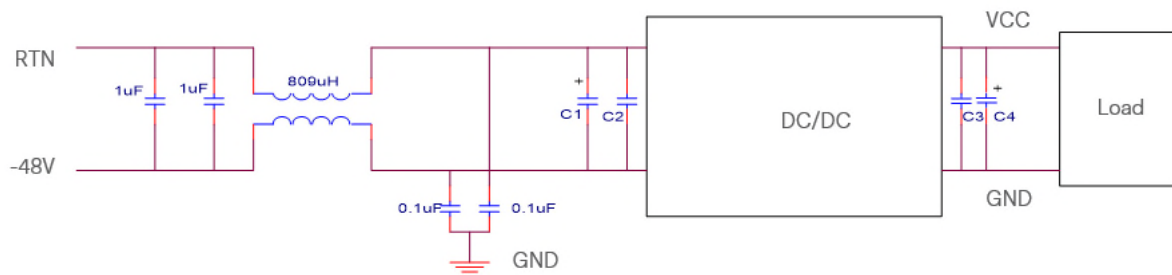 VCC
RTN
809uH
1uF
1uF
+
+
C1
C2
DC/DC
C3
C4
Load
-48V
GND
0.1uF
0.1uF
GND